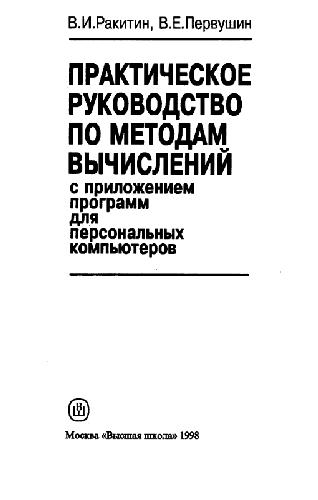 В.И.Ракитин, В.Е.Первушин
ПРАКТИЧЕСКОЕ
РУКОВОДСТВО
ПО МЕТОДАМ
ВЫЧИСЛЕНИЙ
с приложением
программ
для
персональных
компьютеров
Москва «Высшая школа» 1998